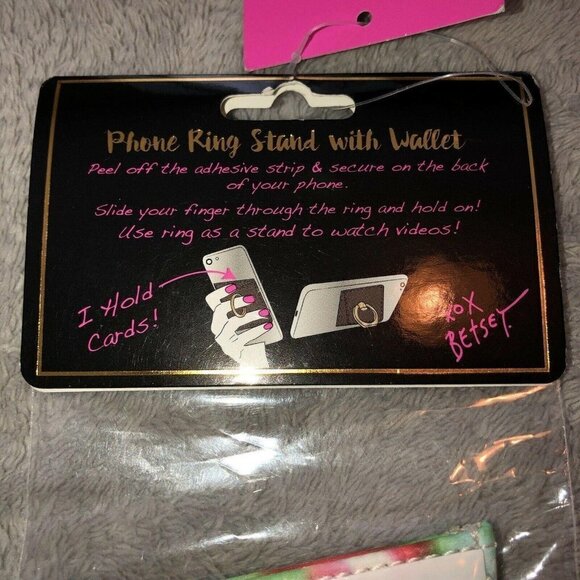 Phone Ring Stand with Wallet
Peel off the adhesive strip & secure on the back
of your phone.
Slide your finger through the ring and hold on!
Use ring as a stand to watch videos!
I Hold
Cards!
xox
BETSEY